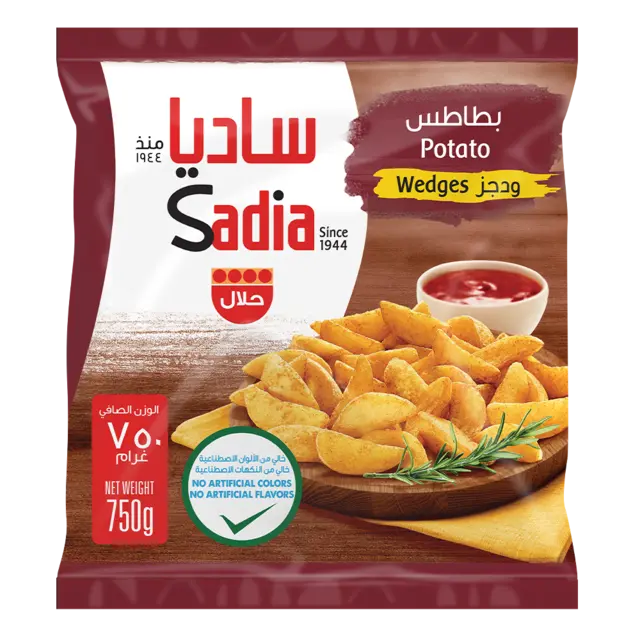 ساديا
منذ
١٩٤٤
Sadia
Since
1944
حلال
بطاطس
Potato
Wedges ودجز
الوزن الصافي
٧٥٠
غرام
NET WEIGHT
750g
خالي من الألوان الاصطناعية
خالي من النكهات الاصطناعية
NO ARTIFICIAL COLORS
NO ARTIFICIAL FLAVORS